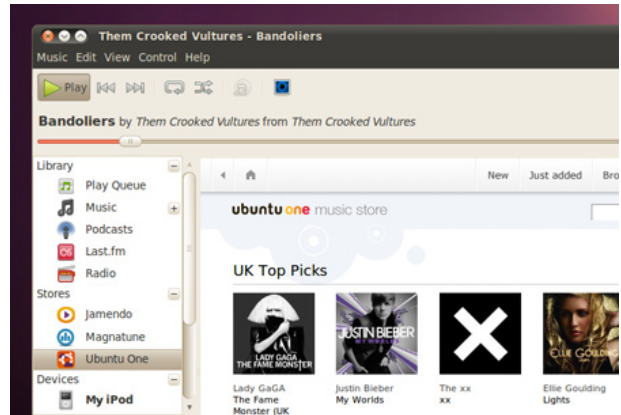 Them Crooked Vultures - Bandoliers
Music Edit View Control Help
Play
Bandoliers by Them Crooked Vultures from Them Crooked Vultures
Library
Play Queue
Music
Podcasts
Last.fm
Radio
Stores
Jamendo
Magnatune
Ubuntu One
Devices
My iPod
New Just added Bro
ubuntu one music store
UK Top Picks
LADY GAGA
THE FAME MONSTER
JUSTIN BIEBER
MY WORLDS
ELLIE GOULDING
Lady GaGA
The Fame
Monster (UK
Justin Bieber
My Worlds
The xx
xx
Ellie Goulding
Lights